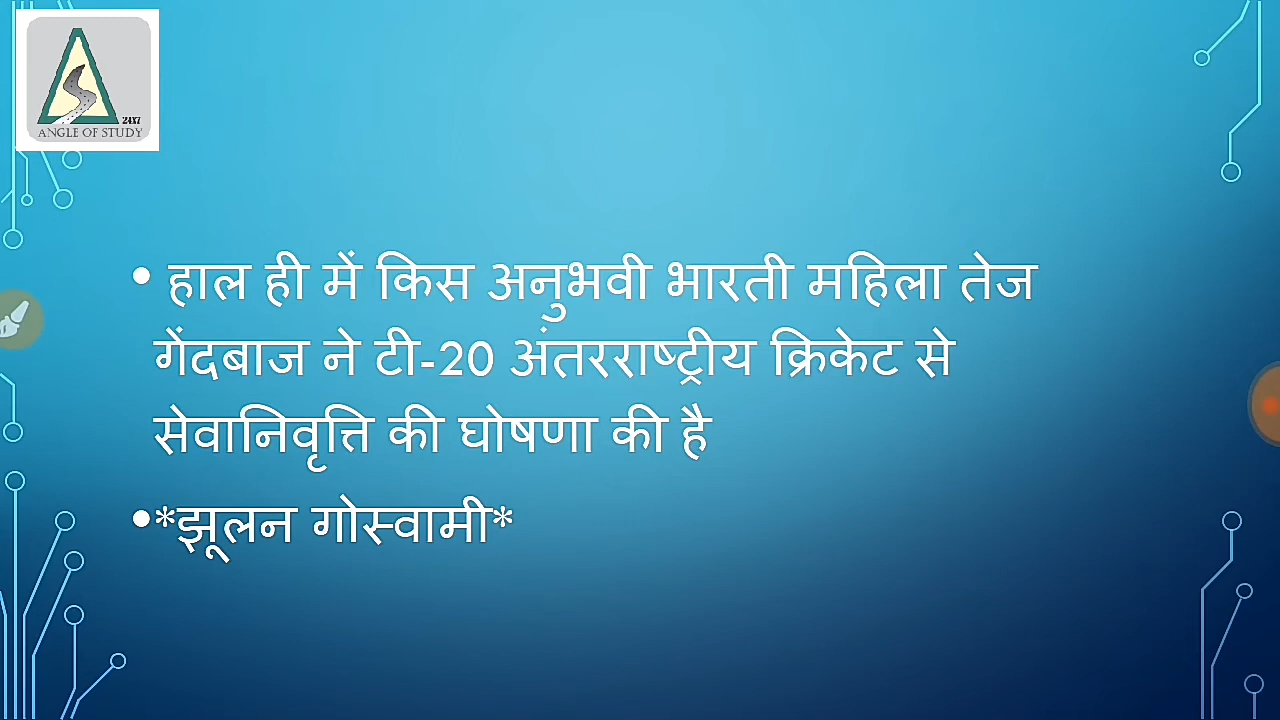 24X7
ANGLE OF STUDY
• हाल ही में किस अनुभवी भारती महिला तेज
गेंदबाज ने टी-20 अंतरराष्ट्रीय क्रिकेट से
सेवानिवृत्ति की घोषणा की है
•*झूलन गोस्वामी*